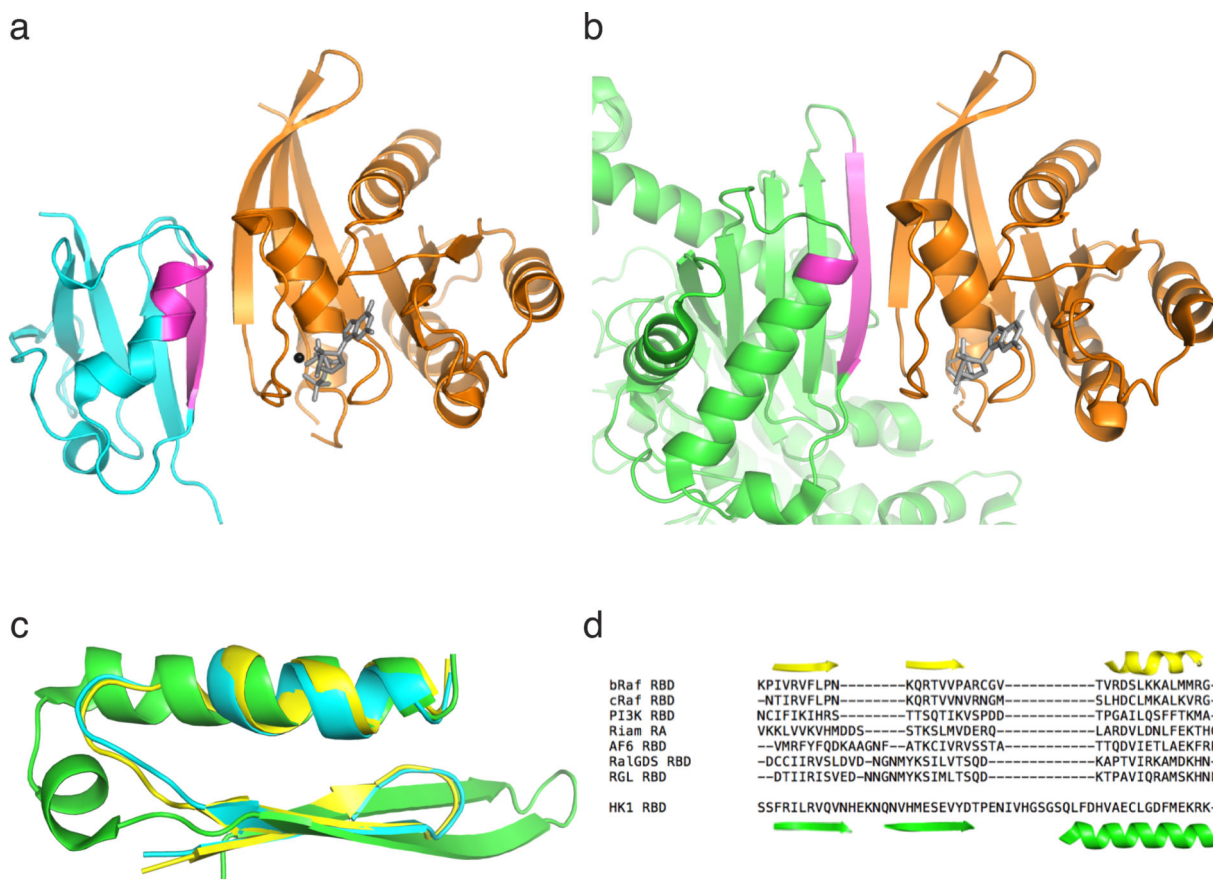 a
b
c
d
bRaf RBD KPIVRVFLPN--------KQRTVVPARCGV-----------TVRDSLKKALMMRG-
cRaf RBD -NTIRVFLPN--------KQRTVVNVRNGM-----------SLHDCLMKALKVRG-
PI3K RBD NCIFIKIHRS--------TTSQTIKVSPDD-----------TPGAILQSFFTKMA-
Riam RA VKKLVVKVHMDDS------STKSLMVDERQ-----------LARDVLDNLFEKTHC
AF6 RBD --VMRFYFQDKAAGNF--ATKCIVRVSSTA-----------TTQDVIETLAEKFRP
RalGDS RBD -DCCIIRVSLDVD-NGNMYKSILVTSQD-----------KAPTVIRKAMDKHN-
RGL RBD --DTIIRISVED-NNGNMYKSIMLTSQD-----------KTPAVIQRAMSKHN
HK1 RBD SSFRILRVQVNHEKNQNVHMESEVYDTPENIVHGSGSQLFDHVAECLGDFMEKRK-